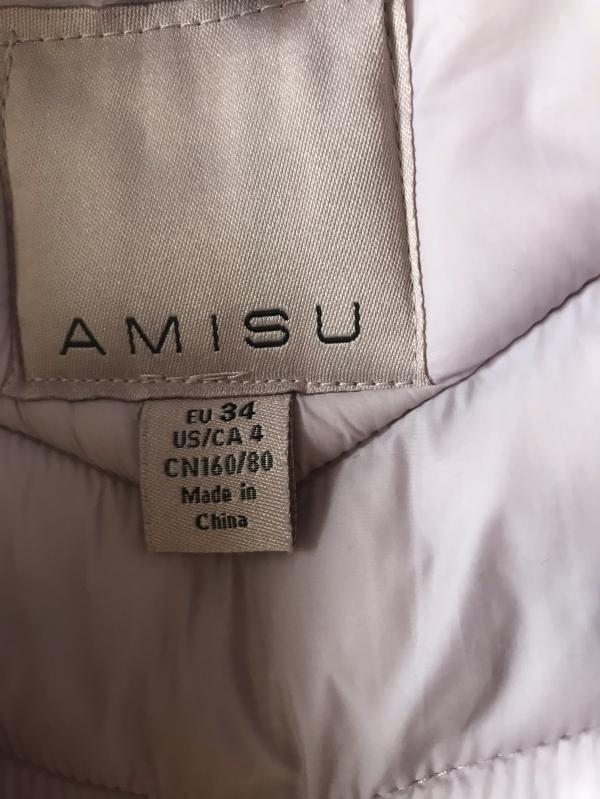 AMISU
EU 34
US/CA 4
CN160/80
Made in
China